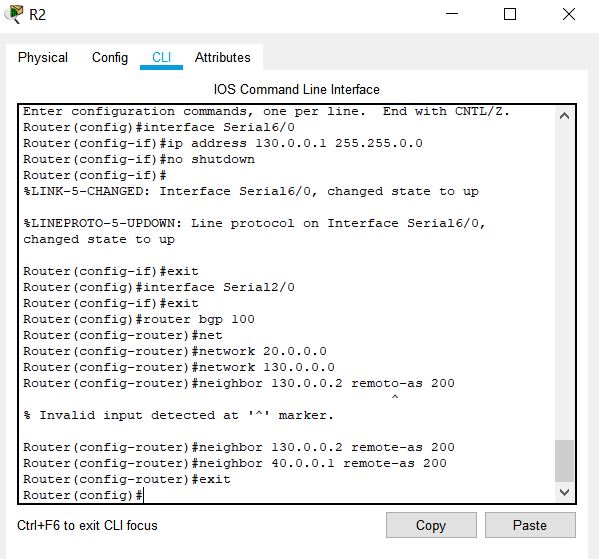 R2
Physical Config CLI Attributes
IOS Command Line Interface
Enter configuration commands, one per line.  End with CNTL/Z.
Router(config)#interface Serial6/0
Router(config-if)#ip address 130.0.0.1 255.255.0.0
Router(config-if)#no shutdown
Router(config-if)#
%LINK-5-CHANGED: Interface Serial6/0, changed state to up
%LINEPROTO-5-UPDOWN: Line protocol on Interface Serial6/0,
changed state to up
Router(config-if)#exit
Router(config)#interface Serial2/0
Router(config-if)#exit
Router(config)#router bgp 100
Router(config-router)#net
Router(config-router)#network 20.0.0.0
Router(config-router)#network 130.0.0.0
Router(config-router)#neighbor 130.0.0.2 remoto-as 200
^
% Invalid input detected at '^' marker.
Router(config-router)#neighbor 130.0.0.2 remote-as 200
Router(config-router)#neighbor 40.0.0.1 remote-as 200
Router(config-router)#exit
Router(config)#
Ctrl+F6 to exit CLI focus
Copy Paste